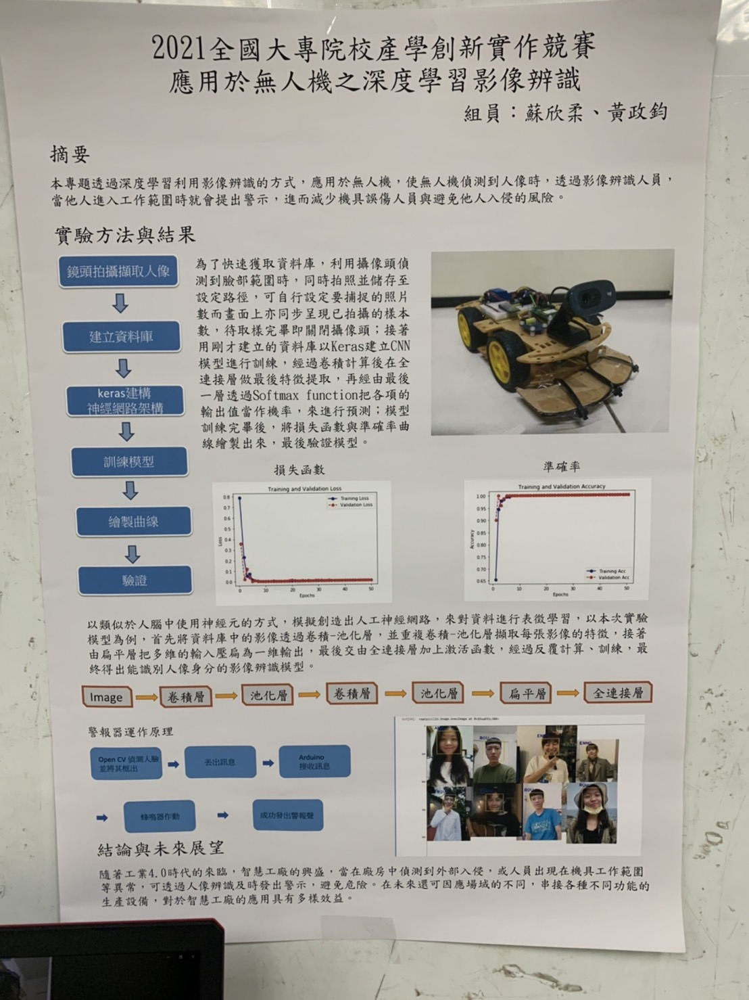 2021全國大專院校產學創新實作競賽
應用於無人機之深度學習影像辨識
組員：蘇欣柔、黃政鈞
摘要
本專題透過深度學習利用影像辨識的方式，應用於無人機，使無人機偵測到人像時，透過影像辨識人員，
當他人進入工作範圍時就會提出警示，進而減少機具誤傷人員與避免他人入侵的風險。
實驗方法與結果
鏡頭拍攝擷取人像
建立資料庫
keras建構
神經網路架構
訓練模型
繪製曲線
驗證
為了快速獲取資料庫，利用攝像頭偵
測到臉部範圍時，同時拍照並儲存至
設定路徑，可自行設定要捕捉的照片
數而畫面上亦同步呈現已拍攝的樣本
數，待取樣完畢即關閉攝像頭；接著
用剛才建立的資料庫以Keras建立CNN
模型進行訓練，經過卷積計算後在全
連接層做最後特徵提取，再經由最後
一層透過Softmax function把各項的
輸出值當作機率，來進行預測；模型
訓練完畢後，將損失函數與準確率曲
線繪製出來，最後驗證模型。
損失函數
Training and Validation Loss
Training Loss
Validation Loss
Loss
0.8
0.7
0.6
0.5
0.4
0.3
0.2
0.1
0.0
0 10 20 30 40 50
Epochs
準確率
Training and Validation Accuracy
Accuracy
1.00
0.95
0.90
0.85
0.80
0.75
0.70
0.65
Training Acc
Validation Acc
0 10 20 30 40 50
Epochs
以類似於人腦中使用神經元的方式，模擬創造出人工神經網路，來對資料進行表徵學習，以本次實驗
模型為例，首先將資料庫中的影像透過卷積-池化層，並重複卷積-池化層擷取每張影像的特徵，接著
由扁平層把多維的輸入壓扁為一維輸出，最後交由全連接層加上激活函數，經過反覆計算、訓練，最
終得出能識別人像身分的影像辨識模型。
Image 卷積層 池化層 卷積層 池化層 扁平層 全連接層
警報器運作原理
Open CV 偵測人臉
並將其框出
丟出訊息
Arduino
接收訊息
蜂鳴器作動
成功發出警報聲
結論與未來展望
隨著工業4.0時代的來臨，智慧工廠的興盛，當在廠房中偵測到外部入侵，或人員出現在機具工作範圍
等異常，可透過人像辨識及時發出警示，避免危險。在未來還可因應場域的不同，串接各種不同功能的
生產設備，對於智慧工廠的應用具有多樣效益。